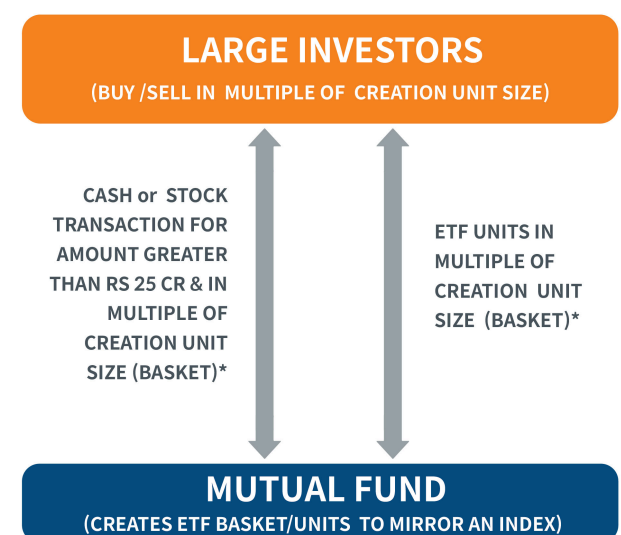 LARGE INVESTORS
(BUY /SELL IN MULTIPLE OF CREATION UNIT SIZE)
CASH or STOCK
TRANSACTION FOR
AMOUNT GREATER
THAN RS 25 CR & IN
MULTIPLE OF
CREATION UNIT
SIZE (BASKET)*
ETF UNITS IN
MULTIPLE OF
CREATION UNIT
SIZE (BASKET)*
MUTUAL FUND
(CREATES ETF BASKET/UNITS TO MIRROR AN INDEX)